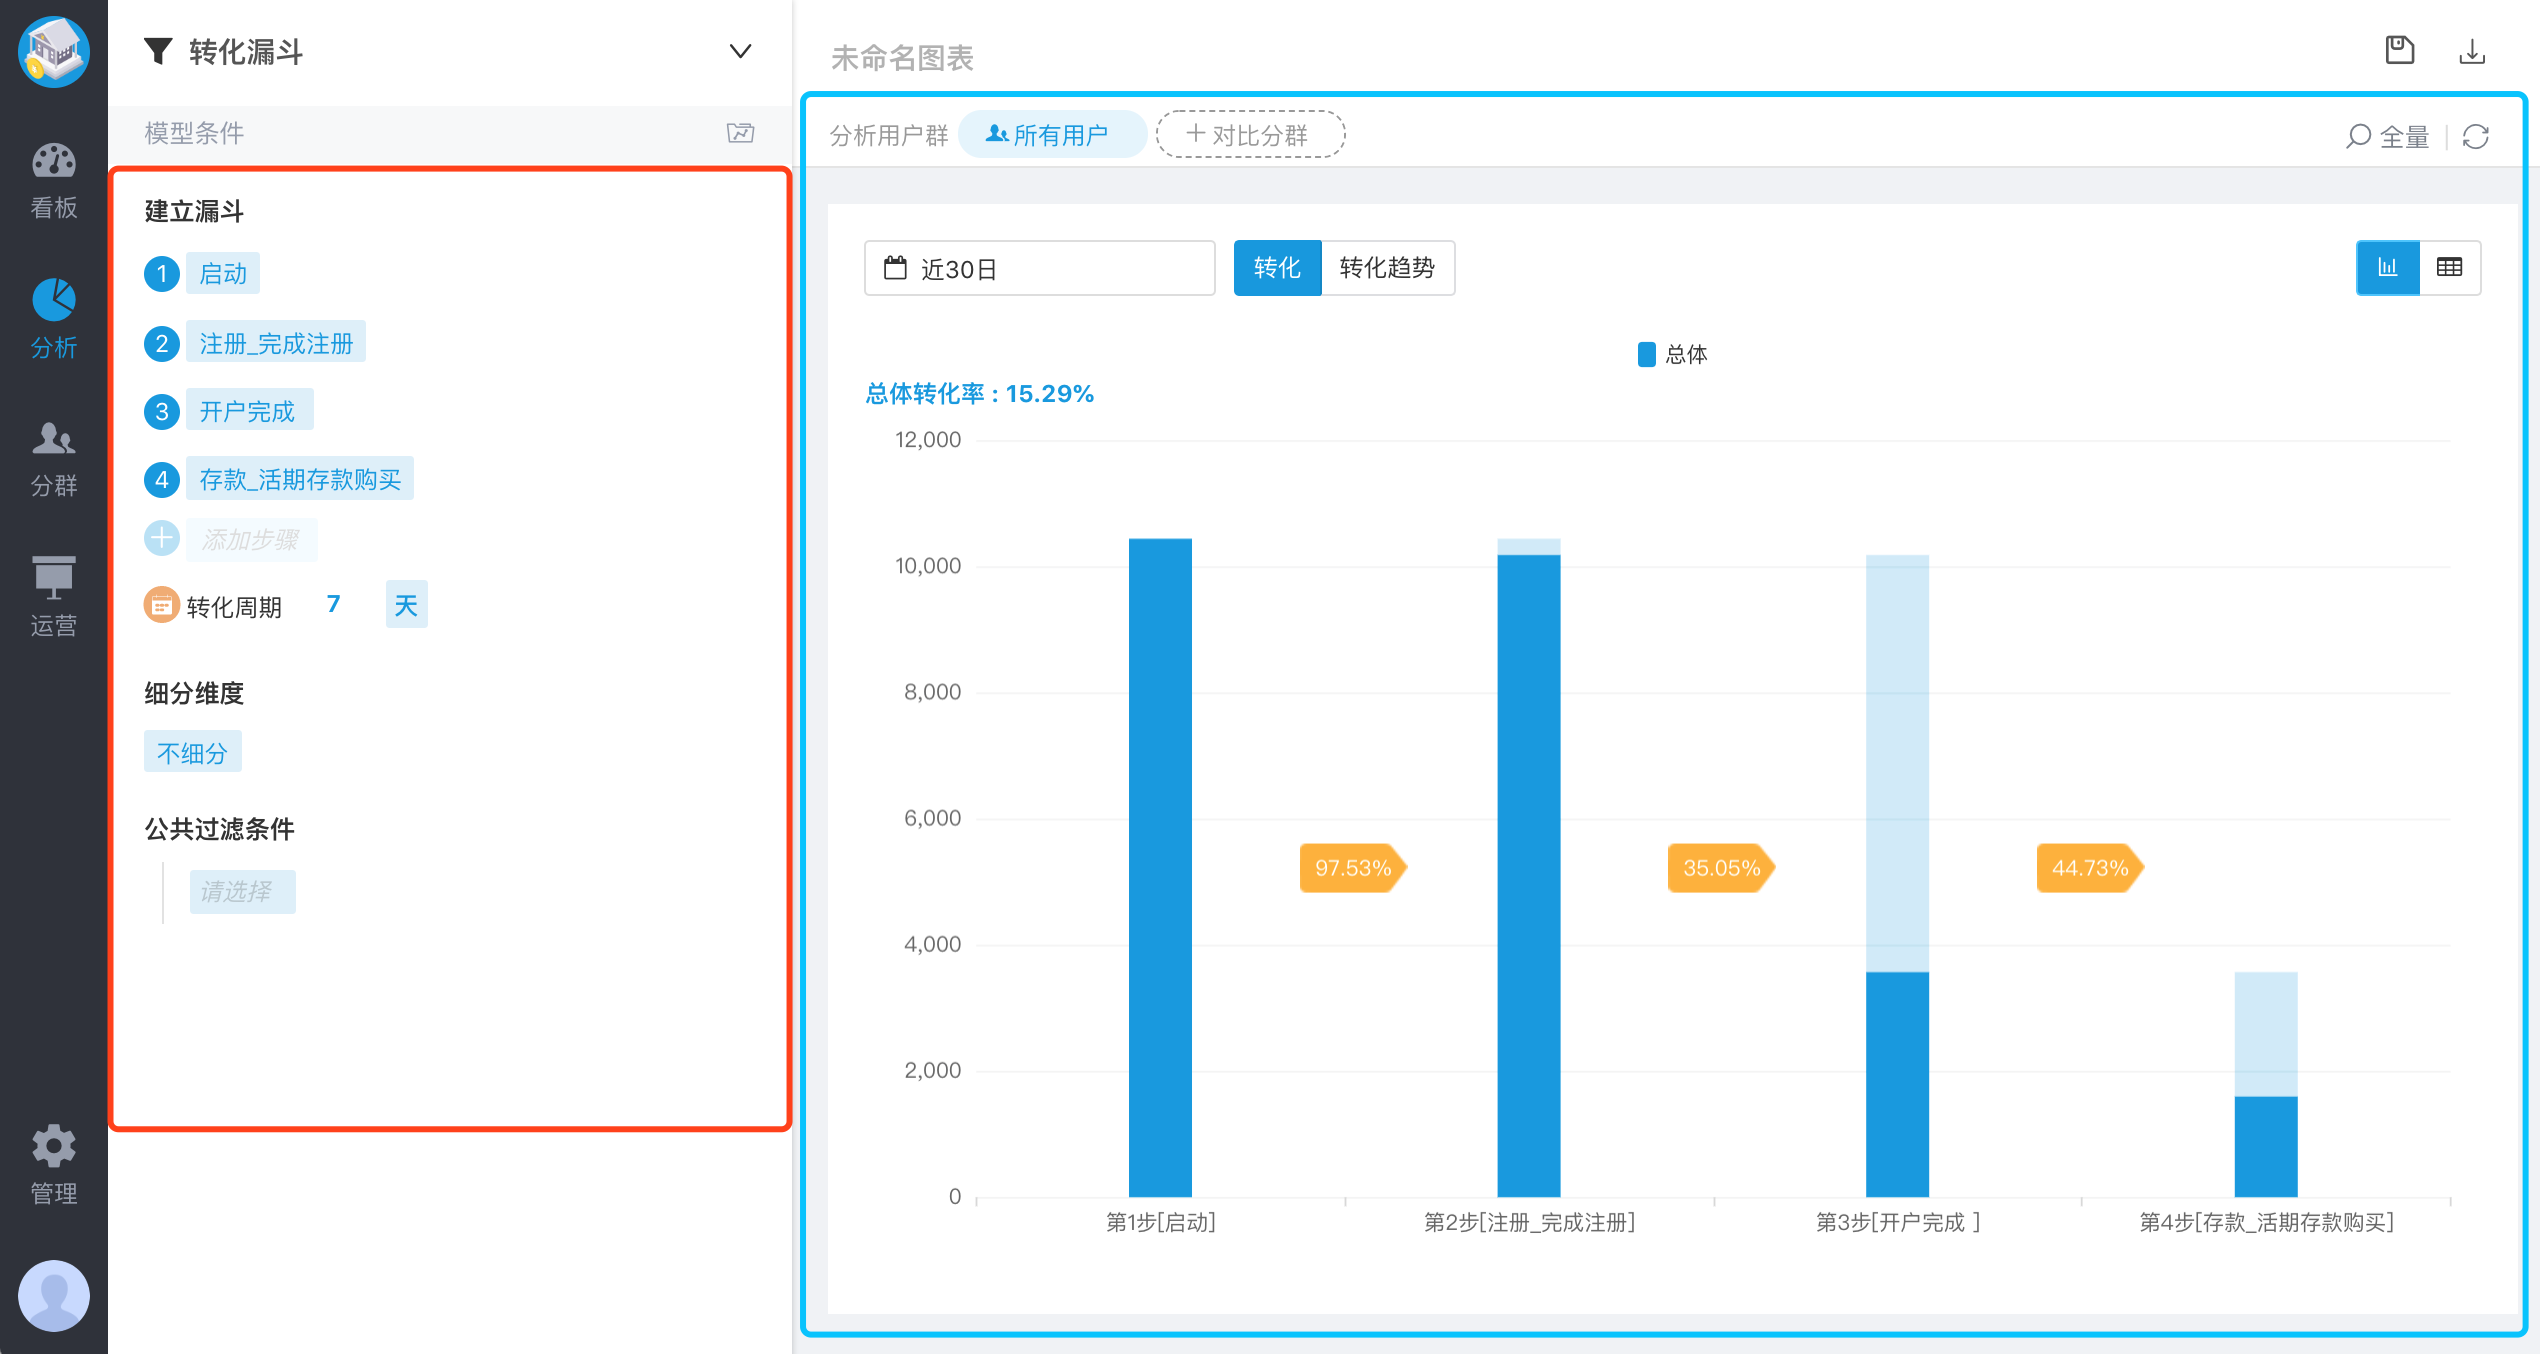 看板
分析
分群
运营
管理
转化漏斗
模型条件
建立漏斗
1 启动
2 注册_完成注册
3 开户完成
4 存款_活期存款购买
添加步骤
转化周期 7 天
细分维度
不细分
公共过滤条件
请选择
未命名图表
分析用户群 所有用户 对比分群 全量
近30日 转化 转化趋势
总体
总体转化率 : 15.29%
12,000
10,000
8,000
6,000
4,000
2,000
0
97.53% 35.05% 44.73%
第1步[启动] 第2步[注册_完成注册] 第3步[开户完成 ] 第4步[存款_活期存款购买]